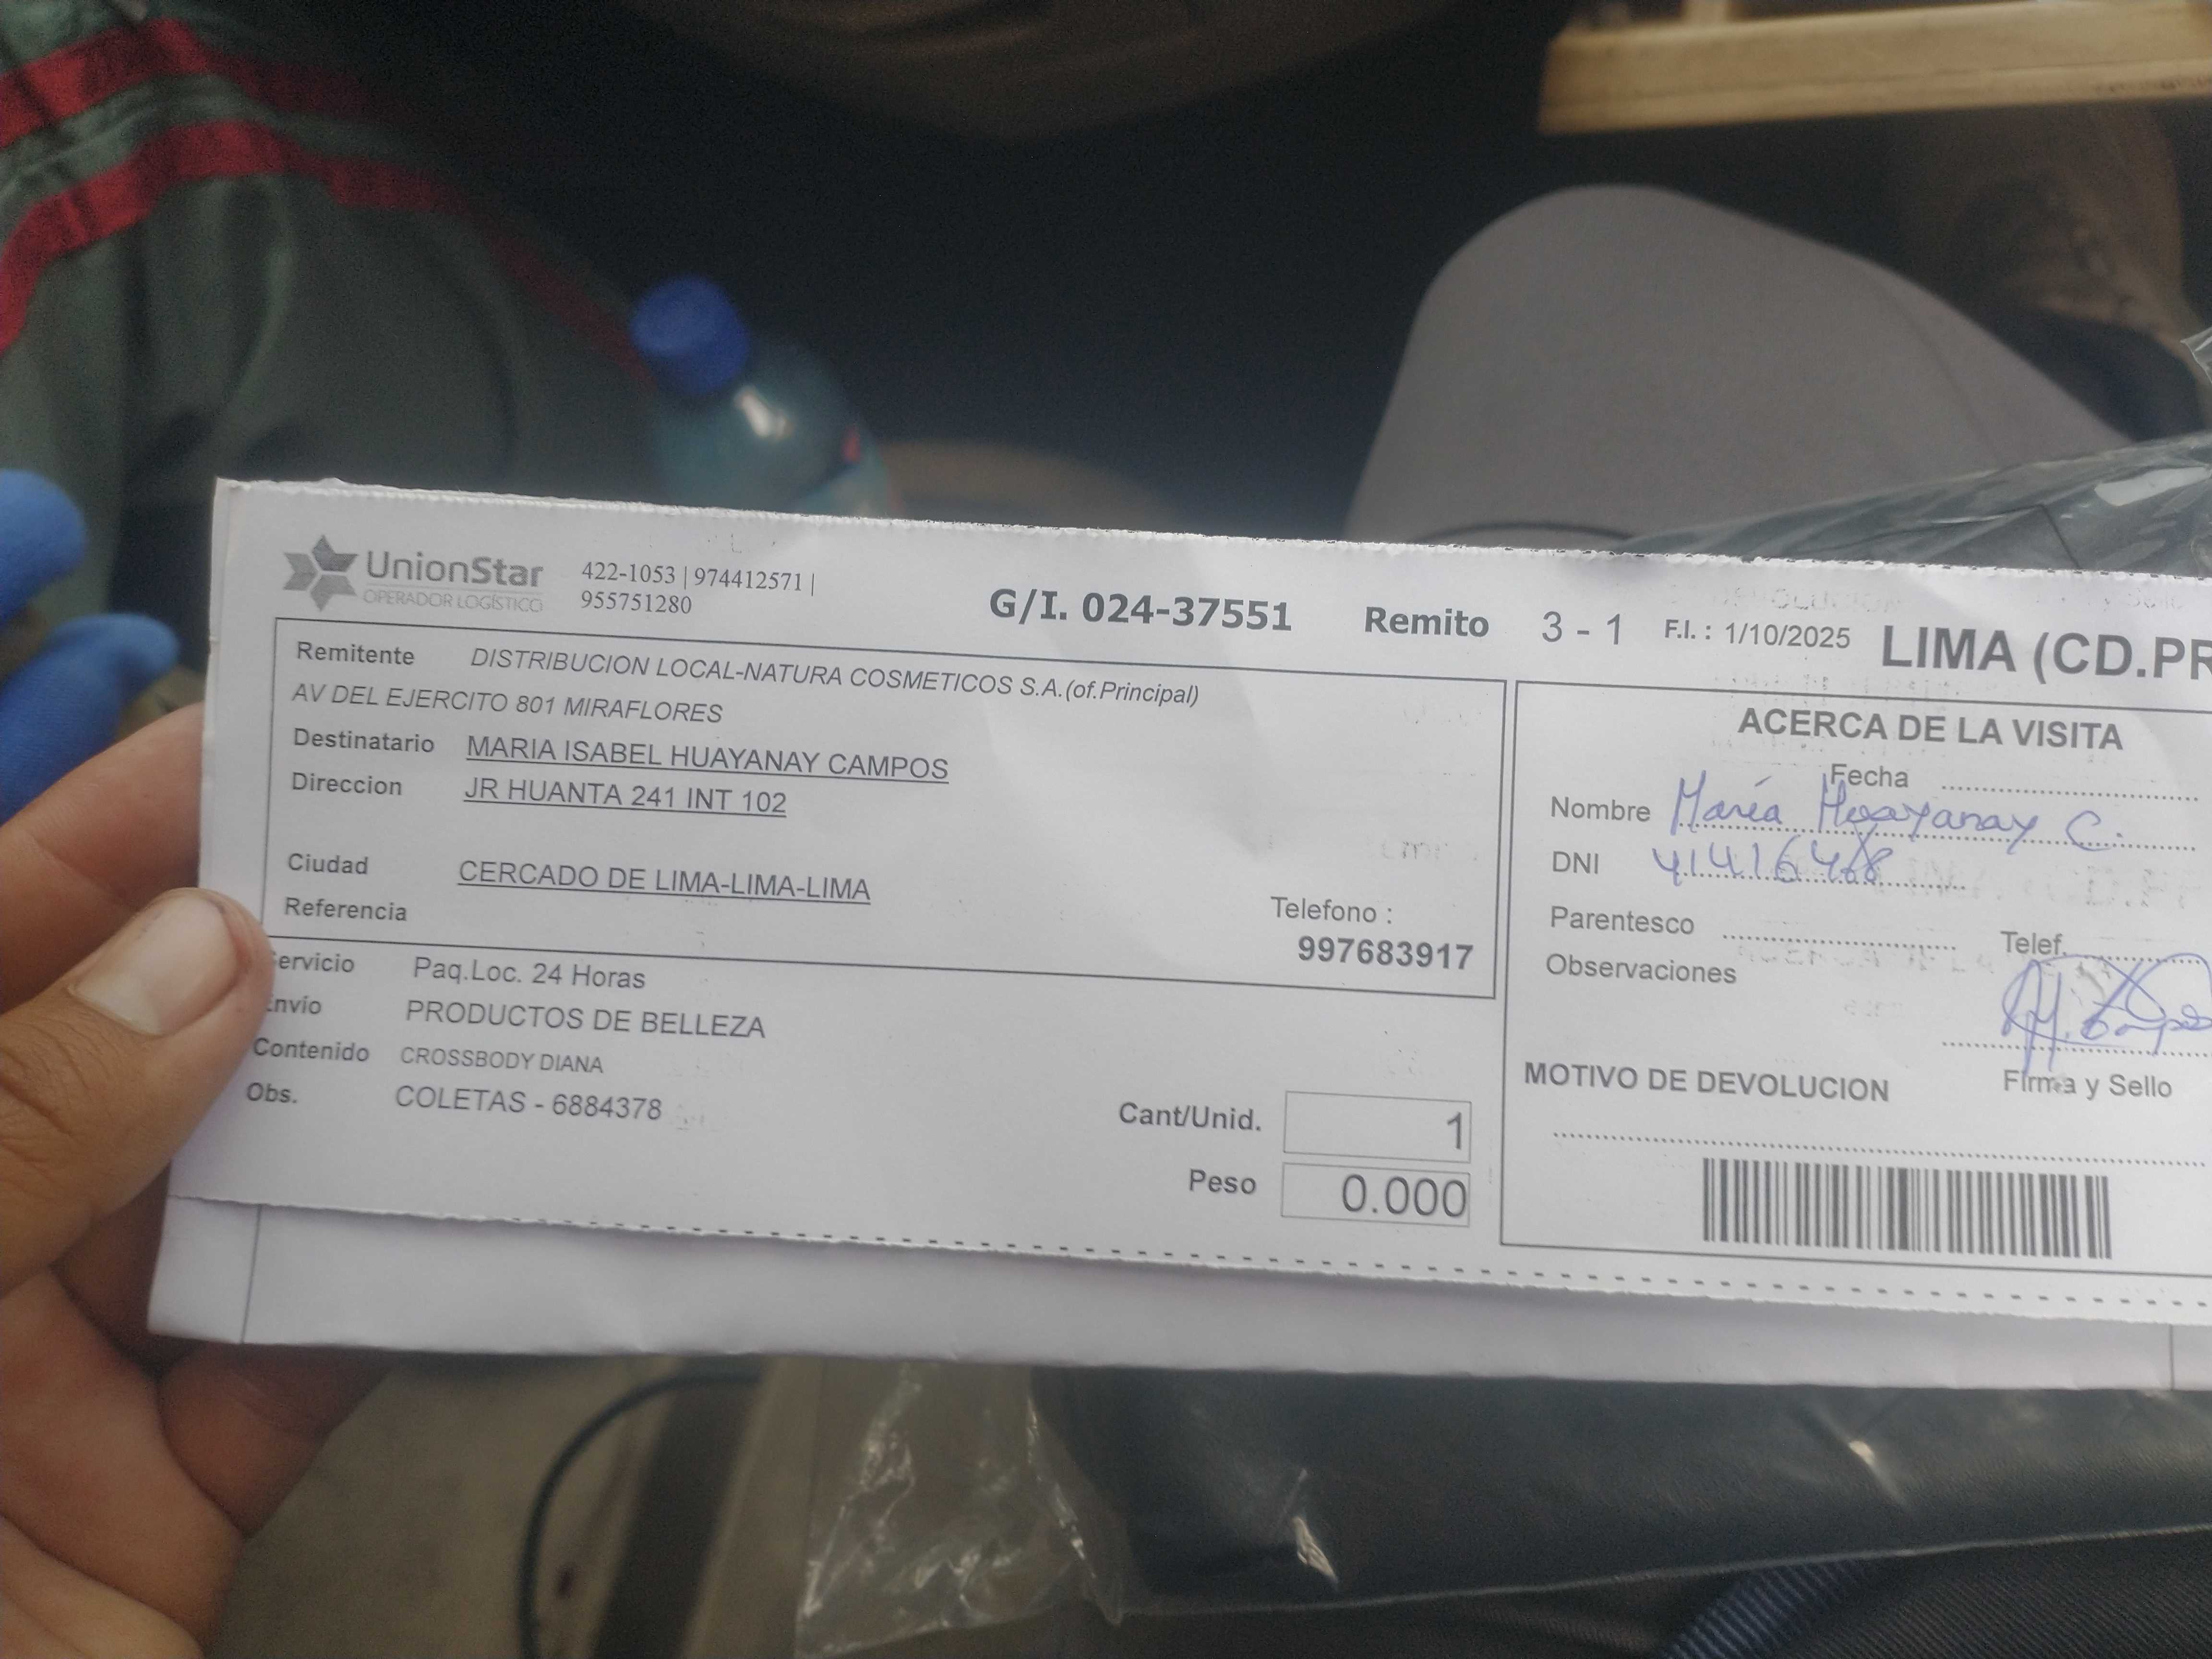 UnionStar
OPERADOR LOGÍSTICO
422-1053 | 974412571 |
955751280
G/I. 024-37551 Remito 3 - 1 F.I. : 1/10/2025 LIMA (CD.PR
Remitente DISTRIBUCION LOCAL-NATURA COSMETICOS S.A.(of.Principal)
AV DEL EJERCITO 801 MIRAFLORES
Destinatario MARIA ISABEL HUAYANAY CAMPOS
Direccion JR HUANTA 241 INT 102
Ciudad CERCADO DE LIMA-LIMA-LIMA
Referencia
Telefono :
997683917
ervicio Paq.Loc. 24 Horas
nvío PRODUCTOS DE BELLEZA
Contenido CROSSBODY DIANA
Obs. COLETAS - 6884378
Cant/Unid. 1
Peso 0.000
ACERCA DE LA VISITA
Fecha
Nombre María Huayanay C.
DNI
Parentesco
Telef.
Observaciones
Firma y Sello
MOTIVO DE DEVOLUCION